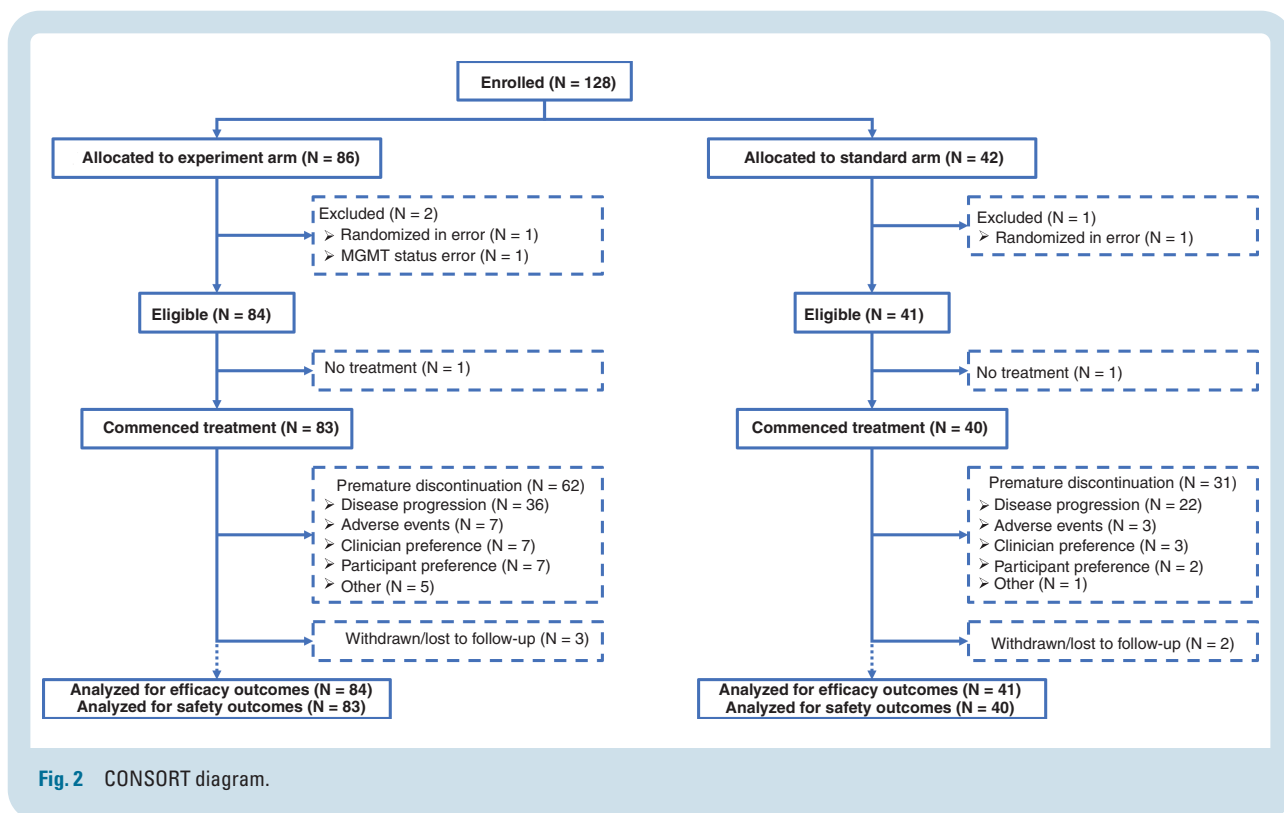 Enrolled (N = 128)
Allocated to experiment arm (N = 86)
Excluded (N = 2)
➢ Randomized in error (N = 1)
➢ MGMT status error (N = 1)
Eligible (N = 84)
No treatment (N = 1)
Commenced treatment (N = 83)
Premature discontinuation (N = 62)
➢ Disease progression (N = 36)
➢ Adverse events (N = 7)
➢ Clinician preference (N = 7)
➢ Participant preference (N = 7)
➢ Other (N = 5)
Withdrawn/lost to follow-up (N = 3)
Analyzed for efficacy outcomes (N = 84)
Analyzed for safety outcomes (N = 83)
Allocated to standard arm (N = 42)
Excluded (N = 1)
➢ Randomized in error (N = 1)
Eligible (N = 41)
No treatment (N = 1)
Commenced treatment (N = 40)
Premature discontinuation (N = 31)
➢ Disease progression (N = 22)
➢ Adverse events (N = 3)
➢ Clinician preference (N = 3)
➢ Participant preference (N = 2)
➢ Other (N = 1)
Withdrawn/lost to follow-up (N = 2)
Analyzed for efficacy outcomes (N = 41)
Analyzed for safety outcomes (N = 40)
Fig. 2 CONSORT diagram.